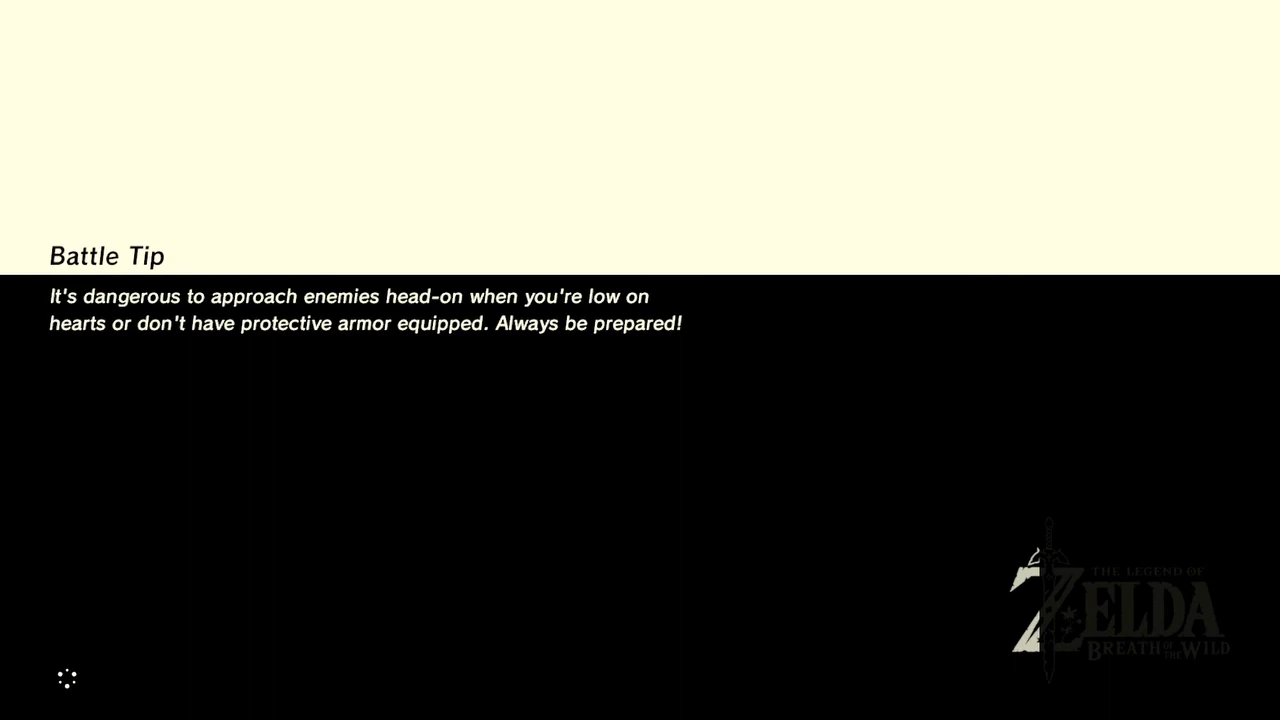 Battle Tip
It's dangerous to approach enemies head-on when you're low on
hearts or don't have protective armor equipped. Always be prepared!
THE LEGEND OF
ZELDA
BREATH OF THE WILD